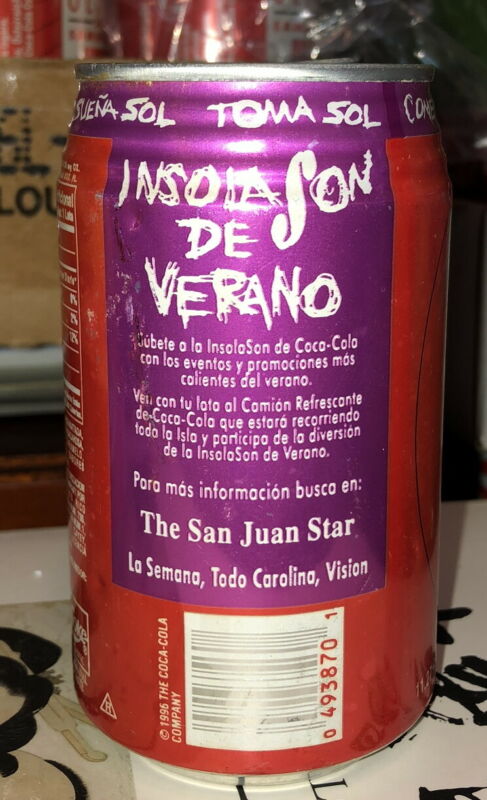 SUEÑA SOL TOMA SOL
INSOLASON
DE
VERANO
Súbete a la InsolaSon de Coca-Cola
con los eventos y promociones más
calientes del verano.
Ven con tu lata al Camión Refrescante
de Coca-Cola que estará recorriendo
toda la Isla y participa de la diversión
de la InsolaSon de Verano.
Para más información busca en:
The San Juan Star
La Semana, Todo Carolina, Vision
© 1996 THE COCA-COLA
COMPANY
0 493870 1
LOU